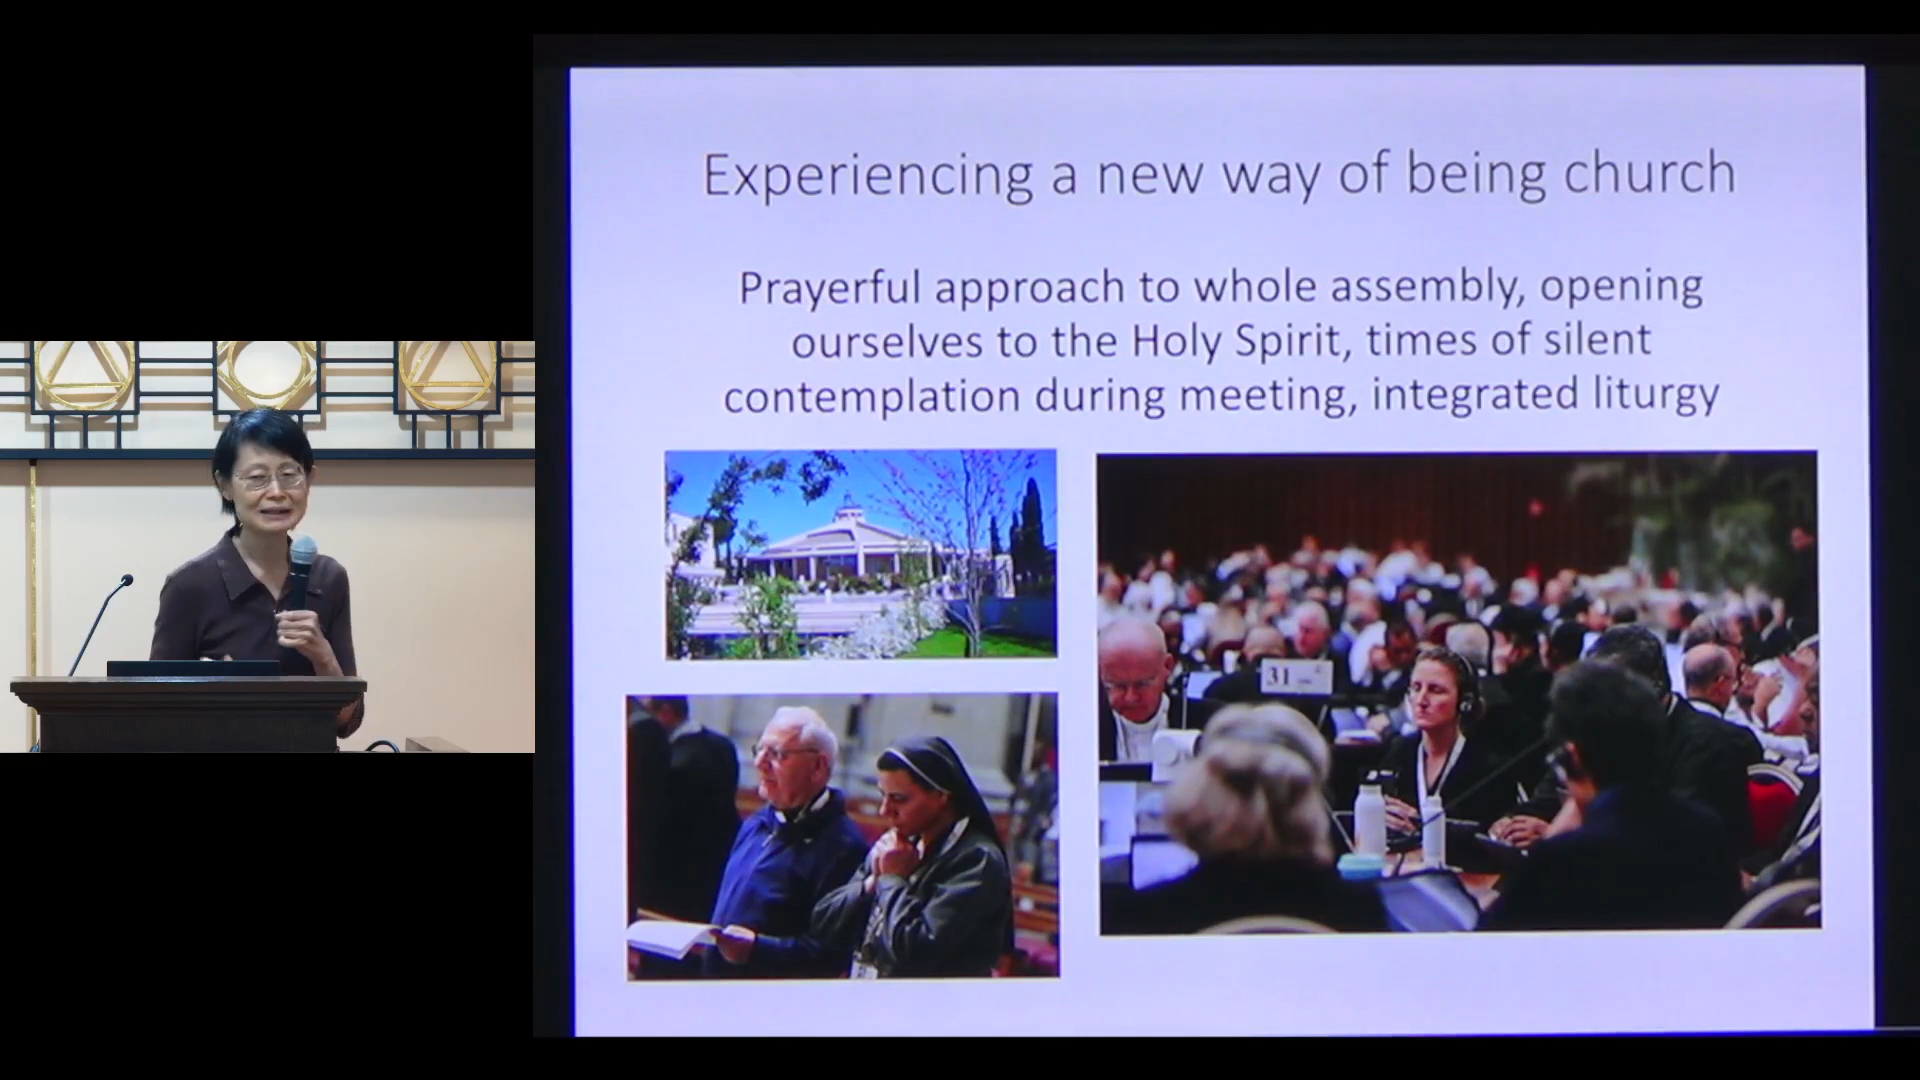 Experiencing a new way of being church
Prayerful approach to whole assembly, opening
ourselves to the Holy Spirit, times of silent
contemplation during meeting, integrated liturgy
31